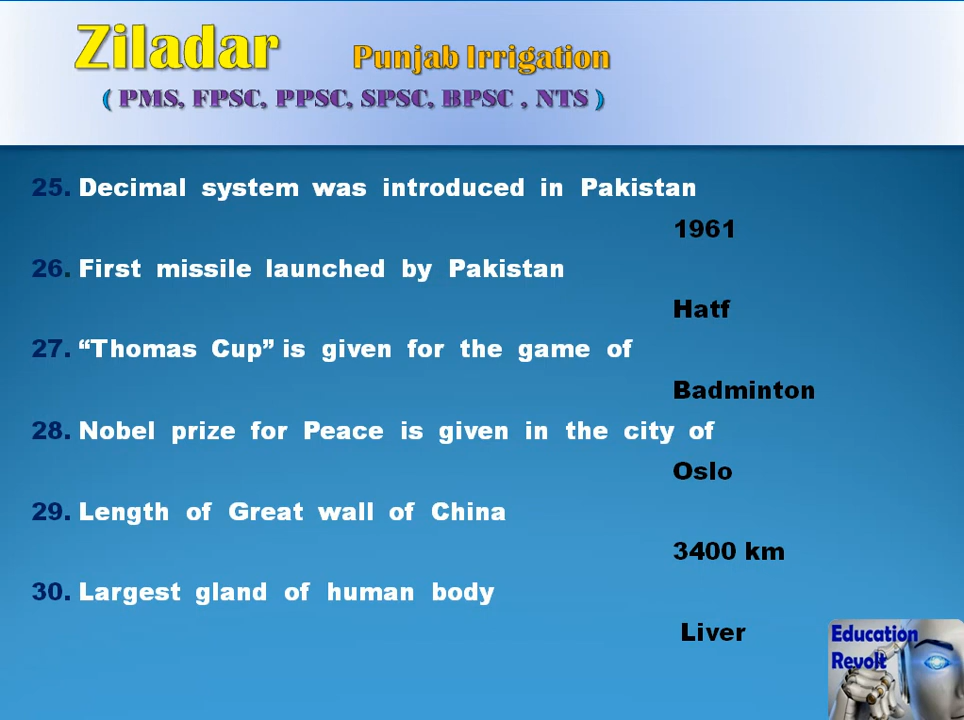 Ziladar Punjab Irrigation
( PMS, FPSC, PPSC, SPSC, BPSC , NTS )
25. Decimal system was introduced in Pakistan
1961
26. First missile launched by Pakistan
Hatf
27. “Thomas Cup” is given for the game of
Badminton
28. Nobel prize for Peace is given in the city of
Oslo
29. Length of Great wall of China
3400 km
30. Largest gland of human body
Liver
Education
Revolt